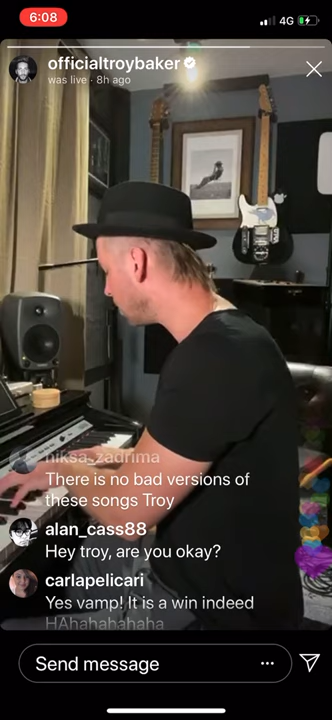 6:08
4G
officialtroybaker
was live · 8h ago
niksa_zadrima
There is no bad versions of
these songs Troy
alan_cass88
Hey troy, are you okay?
carlapelicari
Yes vamp! It is a win indeed
HAhahahahaha
Send message